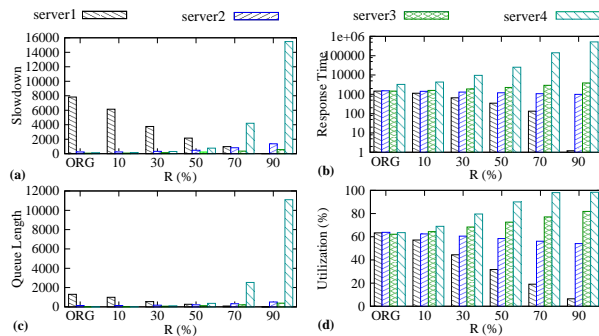 server1 server2 server3 server4
Slowdown
16000
14000
12000
10000
8000
6000
4000
2000
0
ORG 10 30 50 70 90
(a) R (%)
Response Time
1e+06
100000
10000
1000
100
10
1
ORG 10 30 50 70 90
(b) R (%)
Queue Length
12000
10000
8000
6000
4000
2000
0
ORG 10 30 50 70 90
(c) R (%)
Utilization (%)
100
80
60
40
20
0
ORG 10 30 50 70 90
(d) R (%)